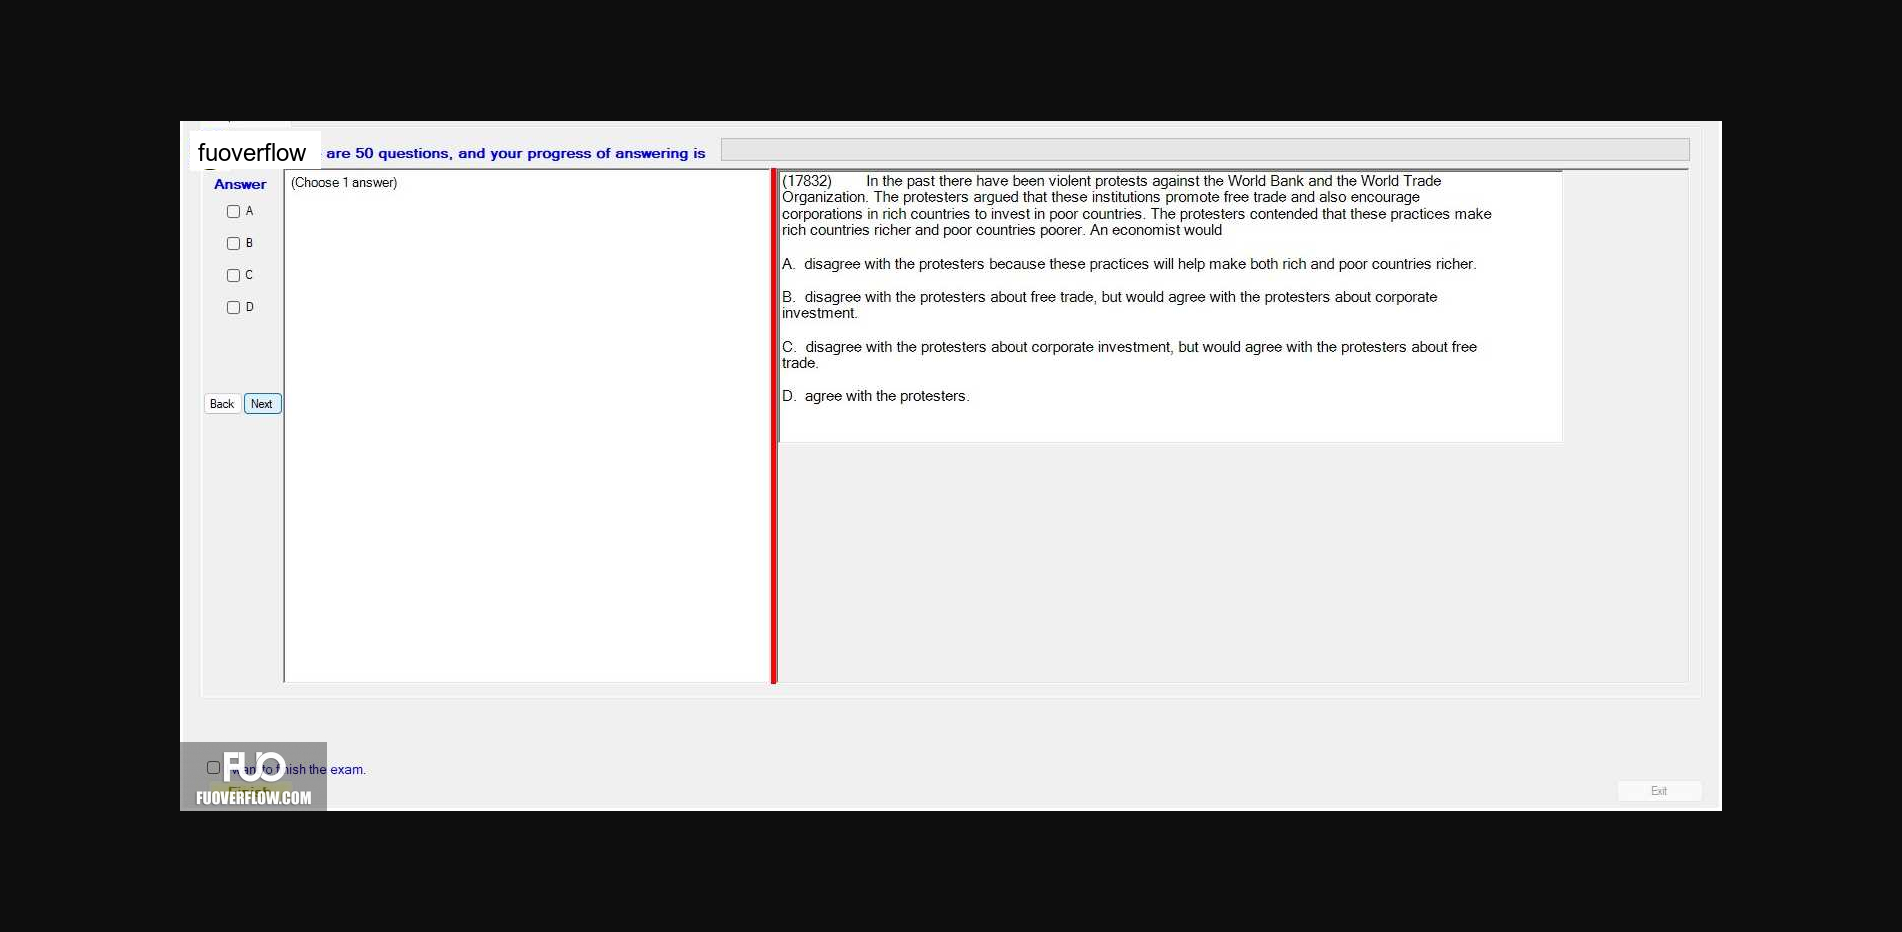 fuoverflow are 50 questions, and your progress of answering is
Answer
A
B
C
D
Back Next
(Choose 1 answer)
(17832) In the past there have been violent protests against the World Bank and the World Trade
Organization. The protesters argued that these institutions promote free trade and also encourage
corporations in rich countries to invest in poor countries. The protesters contended that these practices make
rich countries richer and poor countries poorer. An economist would
A. disagree with the protesters because these practices will help make both rich and poor countries richer.
B. disagree with the protesters about free trade, but would agree with the protesters about corporate
investment.
C. disagree with the protesters about corporate investment, but would agree with the protesters about free
trade.
D. agree with the protesters.
FUO
want to finish the exam.
Finish
FUOVERFLOW.COM
Exit